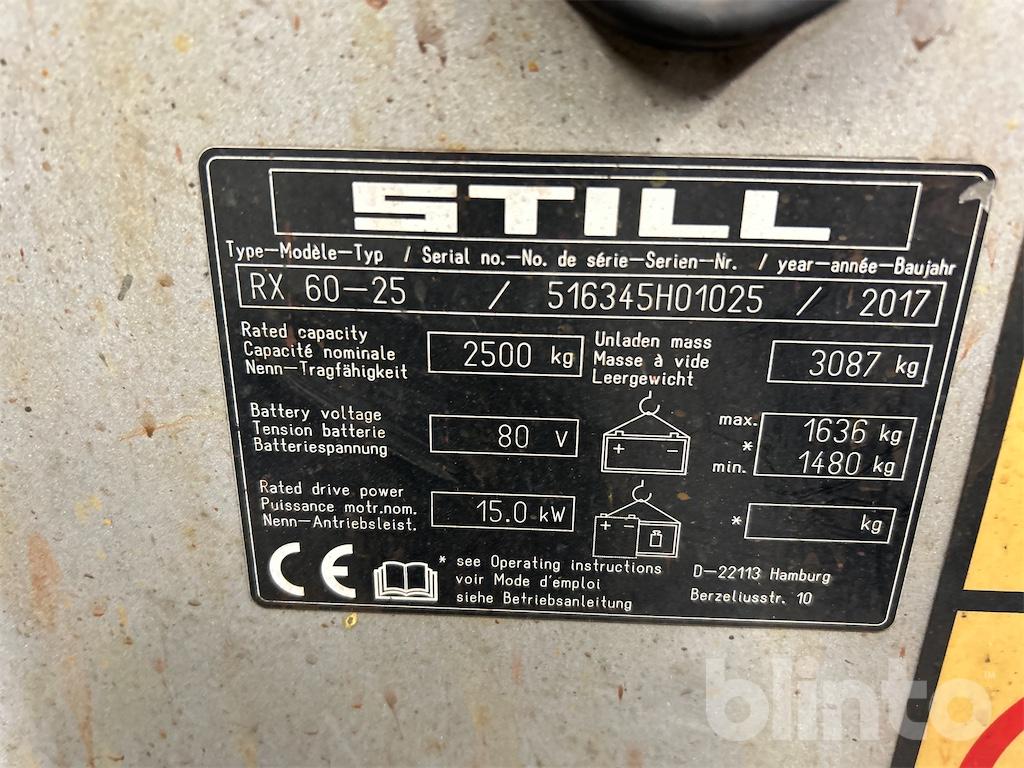 STILL
Type-Modèle-Typ / Serial no.-No. de série-Serien-Nr. / year-année-Baujahr
RX 60-25 / 516345H01025 / 2017
Rated capacity
Capacité nominale
Nenn-Tragfähigkeit
2500 kg
Unladen mass
Masse à vide
Leergewicht
3087 kg
Battery voltage
Tension batterie
Batteriespannung
80 V
+ -
max. 1636 kg
*
min. 1480 kg
Rated drive power
Puissance motr.nom.
Nenn-Antriebsleist.
15.0 kW
+ -
* kg
CE
* see Operating instructions
voir Mode d'emploi
siehe Betriebsanleitung
D-22113 Hamburg
Berzeliusstr. 10
blinto™